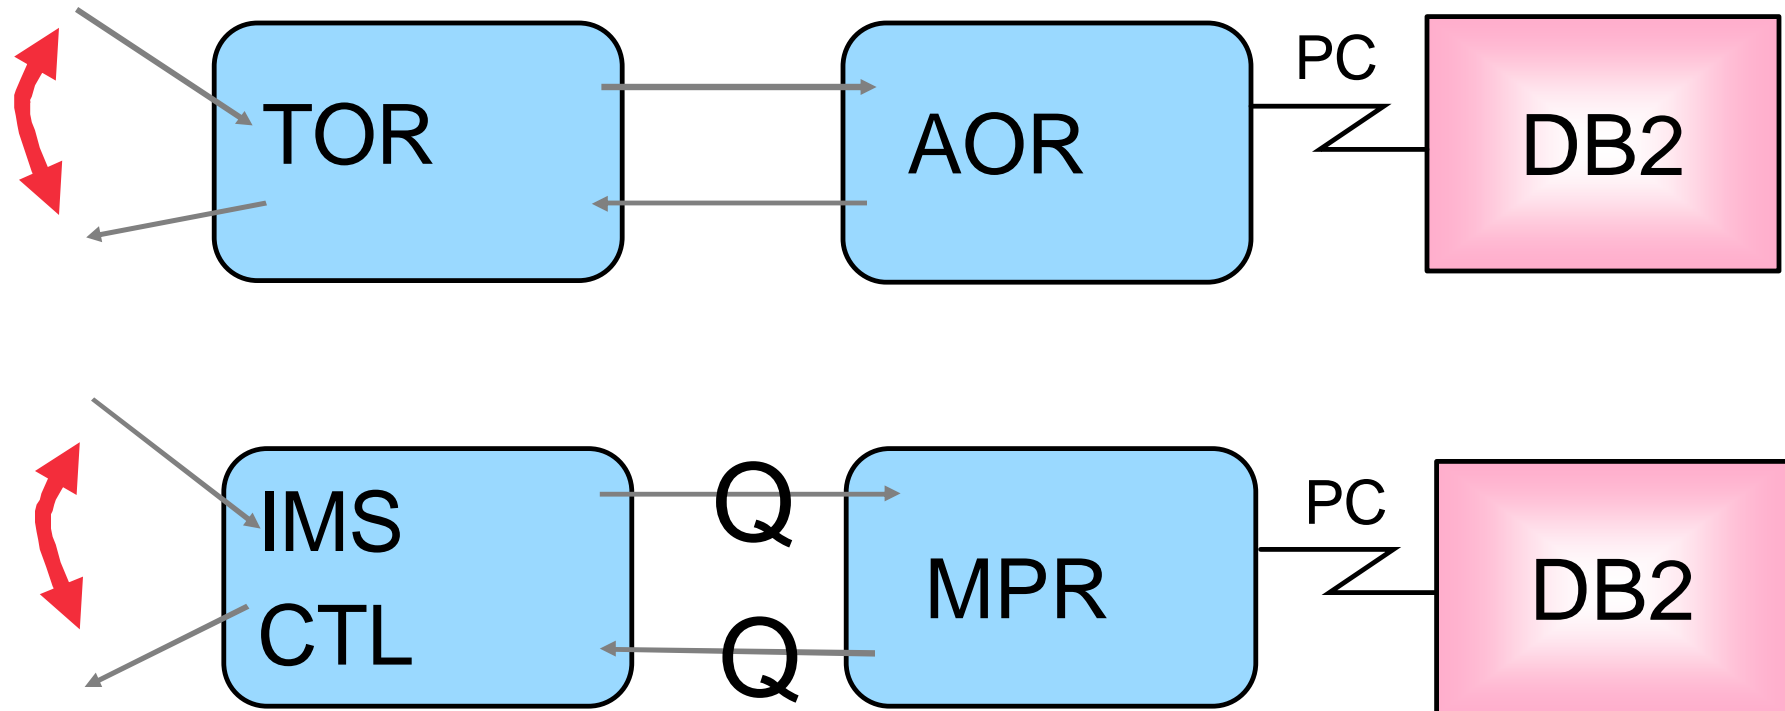 TOR
AOR
PC
DB2
IMS
CTL
Q
Q
MPR
PC
DB2